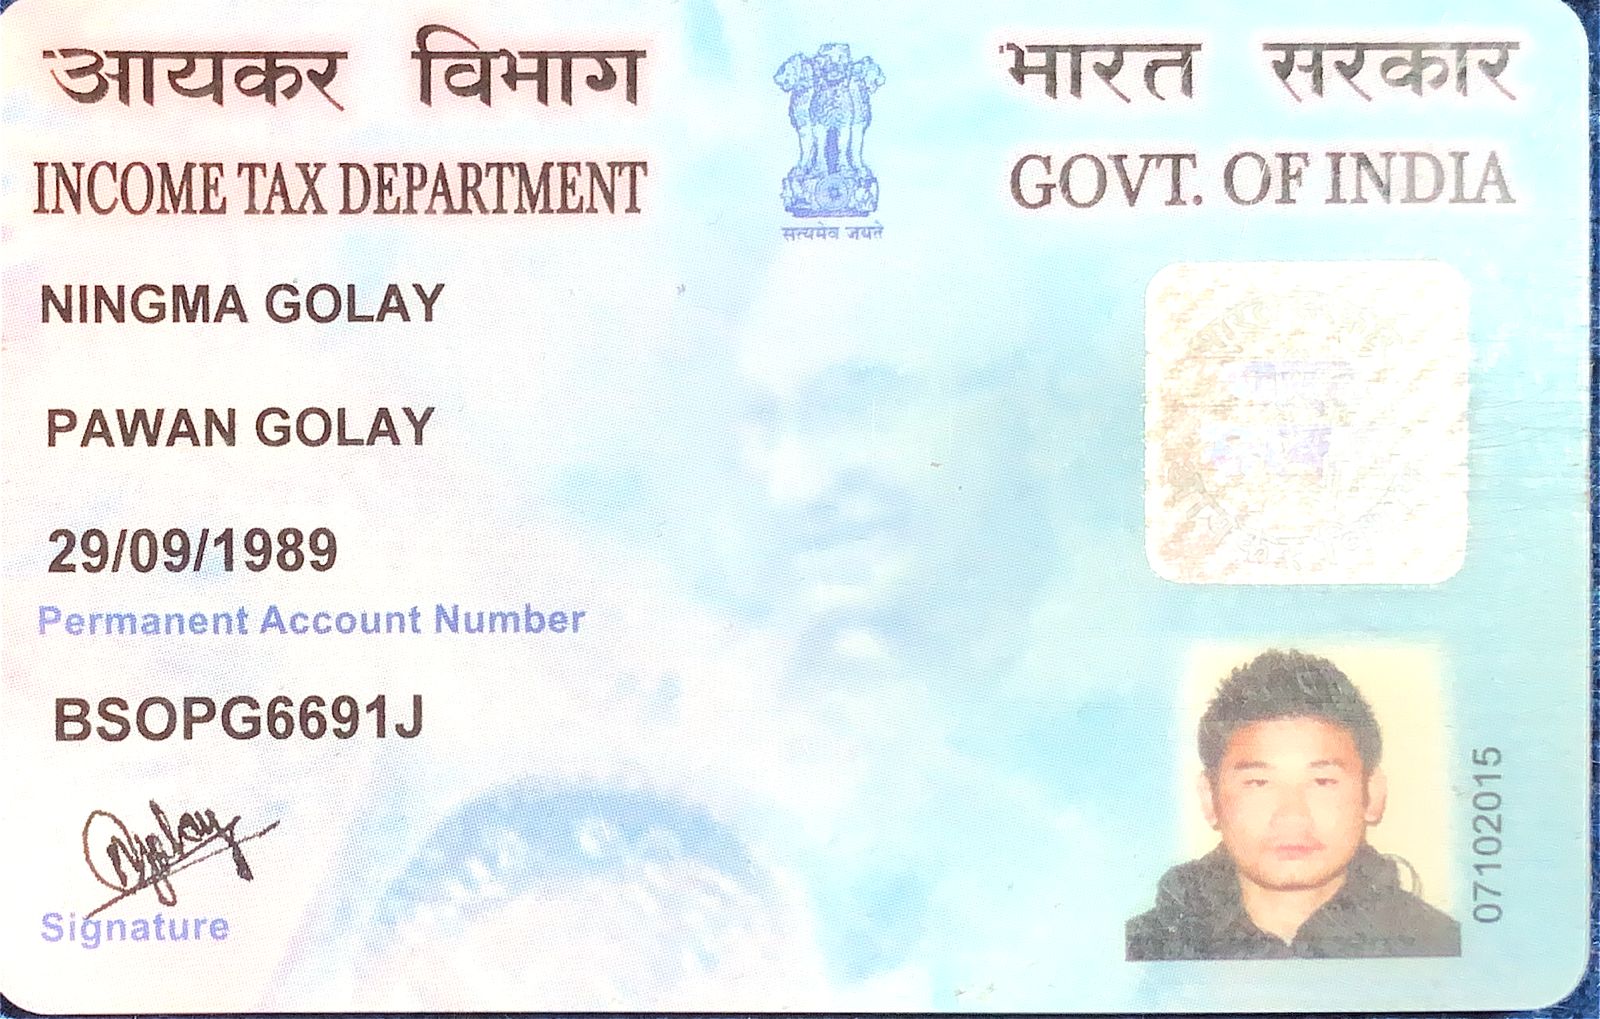 आयकर विभाग
INCOME TAX DEPARTMENT
सत्यमेव जयते
भारत सरकार
GOVT. OF INDIA
NINGMA GOLAY
PAWAN GOLAY
29/09/1989
Permanent Account Number
BSOPG6691J
Signature
07102015